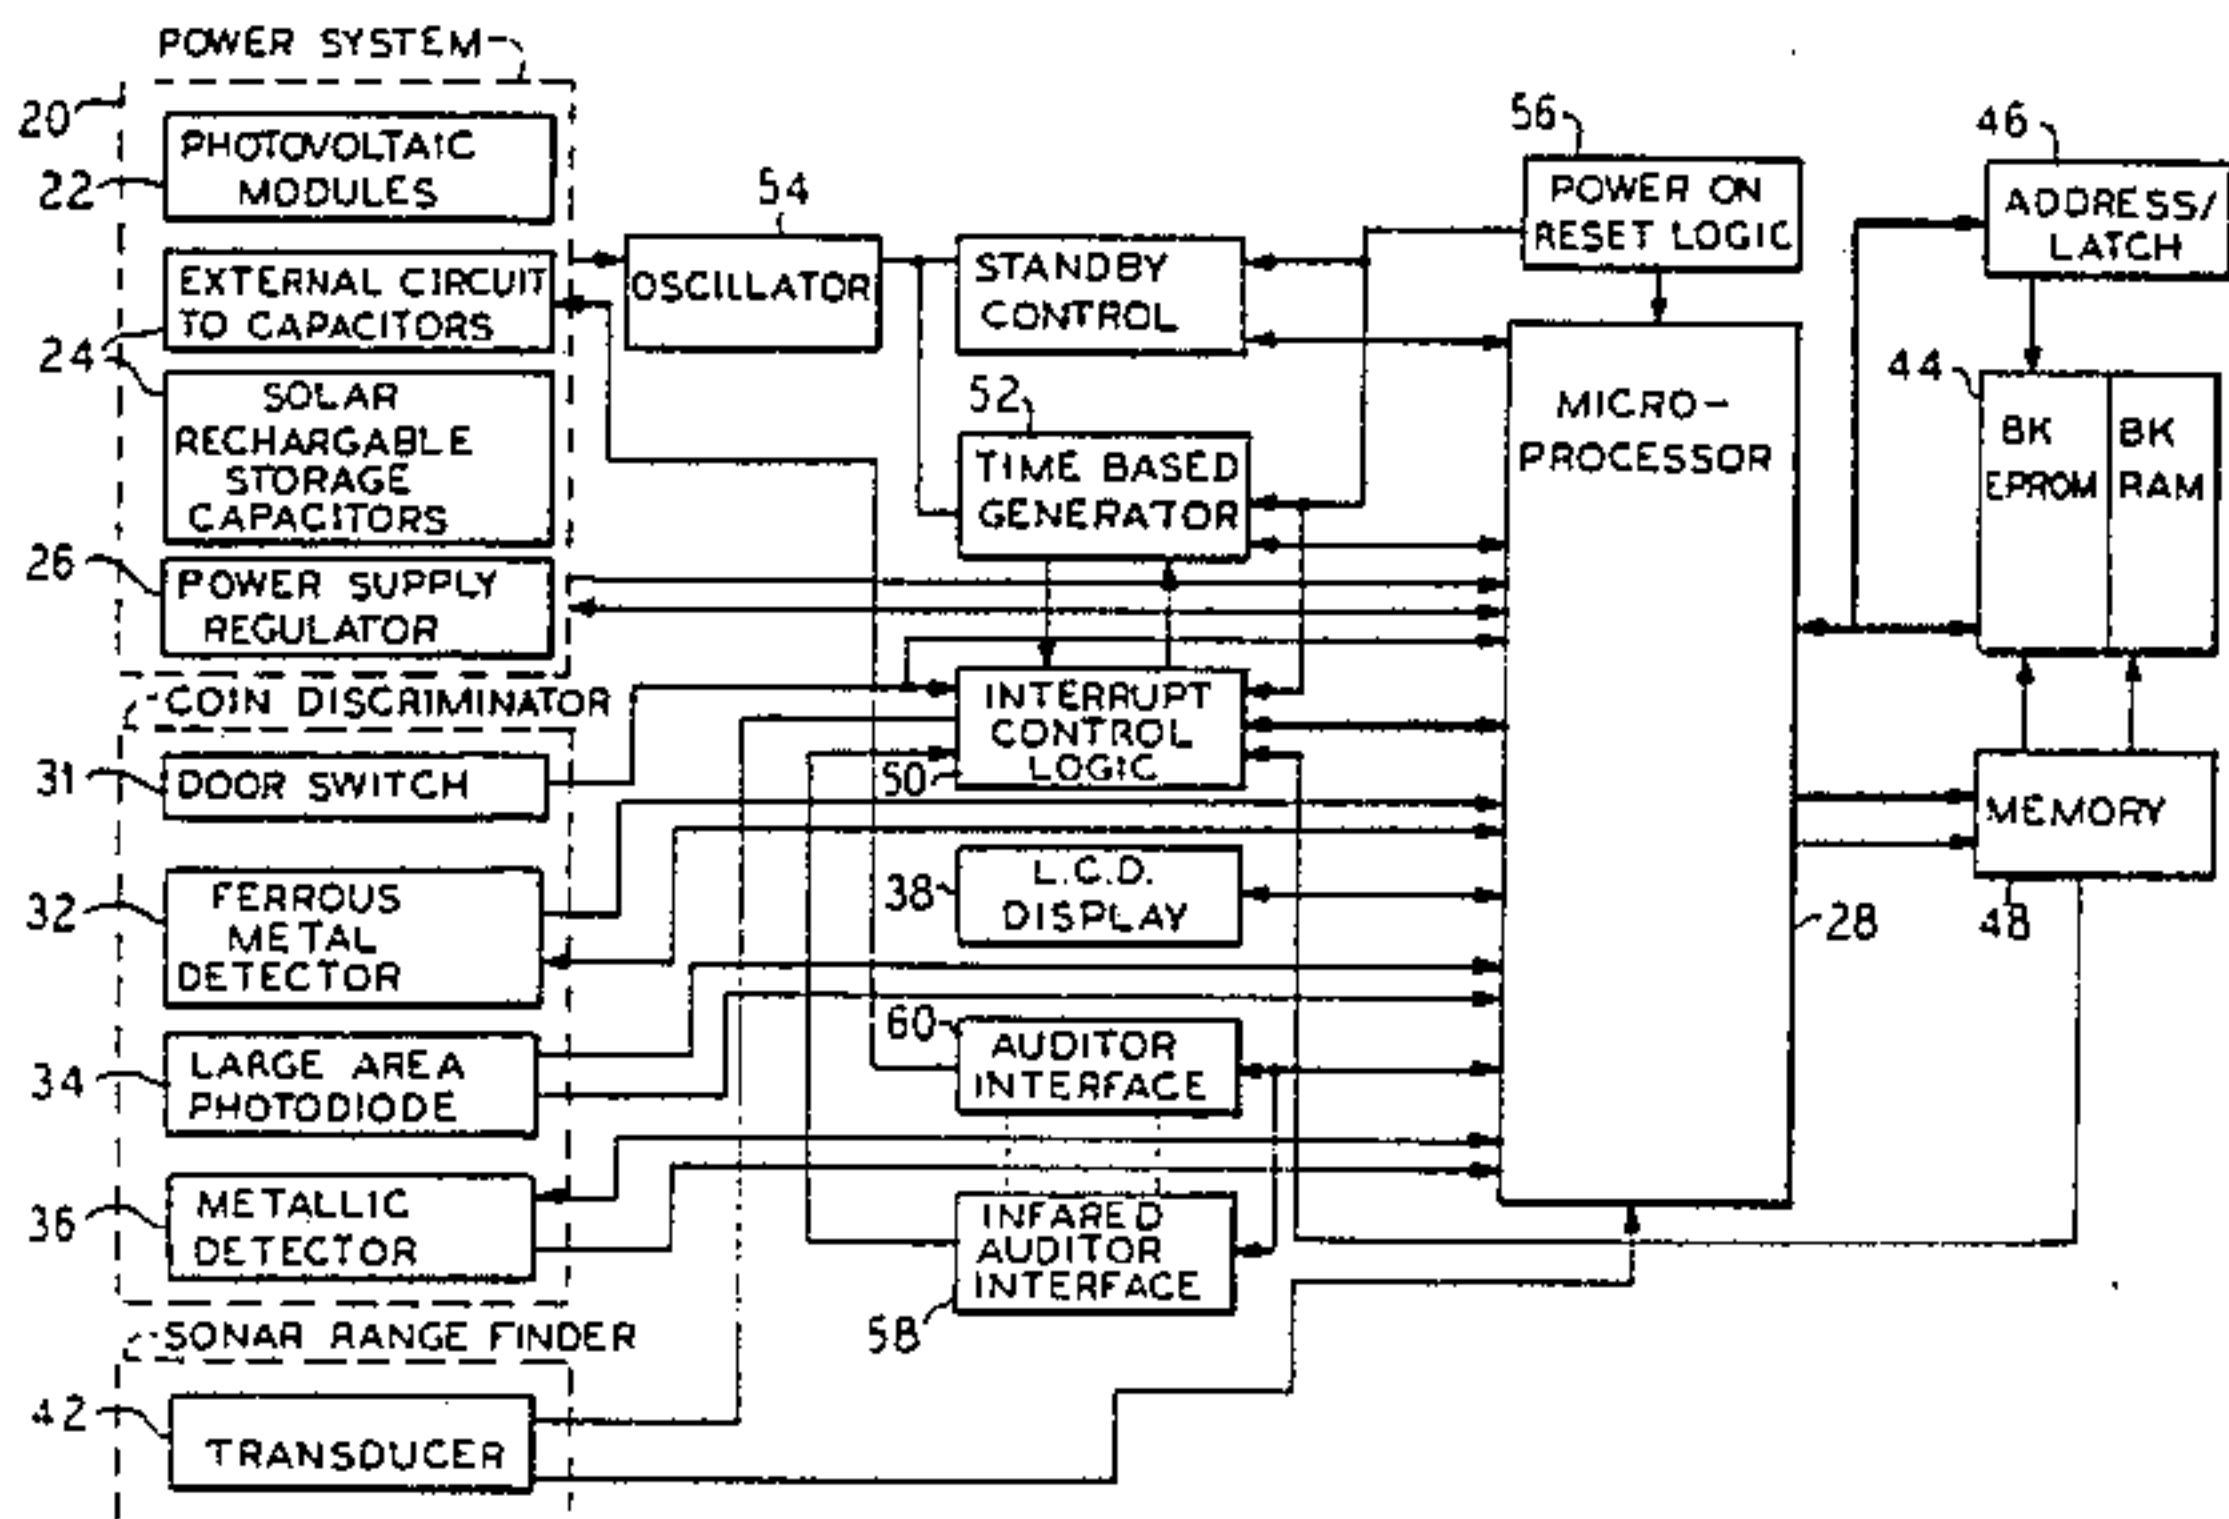 POWER SYSTEM
20
PHOTOVOLTAIC
MODULES
22
EXTERNAL CIRCUIT
TO CAPACITORS
24
SOLAR
RECHARGABLE
STORAGE
CAPACITORS
26
POWER SUPPLY
REGULATOR
COIN DISCRIMINATOR
31
DOOR SWITCH
32
FERROUS
METAL
DETECTOR
34
LARGE AREA
PHOTODIODE
36
METALLIC
DETECTOR
SONAR RANGE FINDER
42
TRANSDUCER
54
OSCILLATOR
STANDBY
CONTROL
52
TIME BASED
GENERATOR
INTERRUPT
CONTROL
LOGIC
50
38
L.C.D.
DISPLAY
60
AUDITOR
INTERFACE
INFARED
AUDITOR
INTERFACE
58
56
POWER ON
RESET LOGIC
MICRO-
PROCESSOR
28
46
ADDRESS/
LATCH
44
8K
EPROM
8K
RAM
MEMORY
48